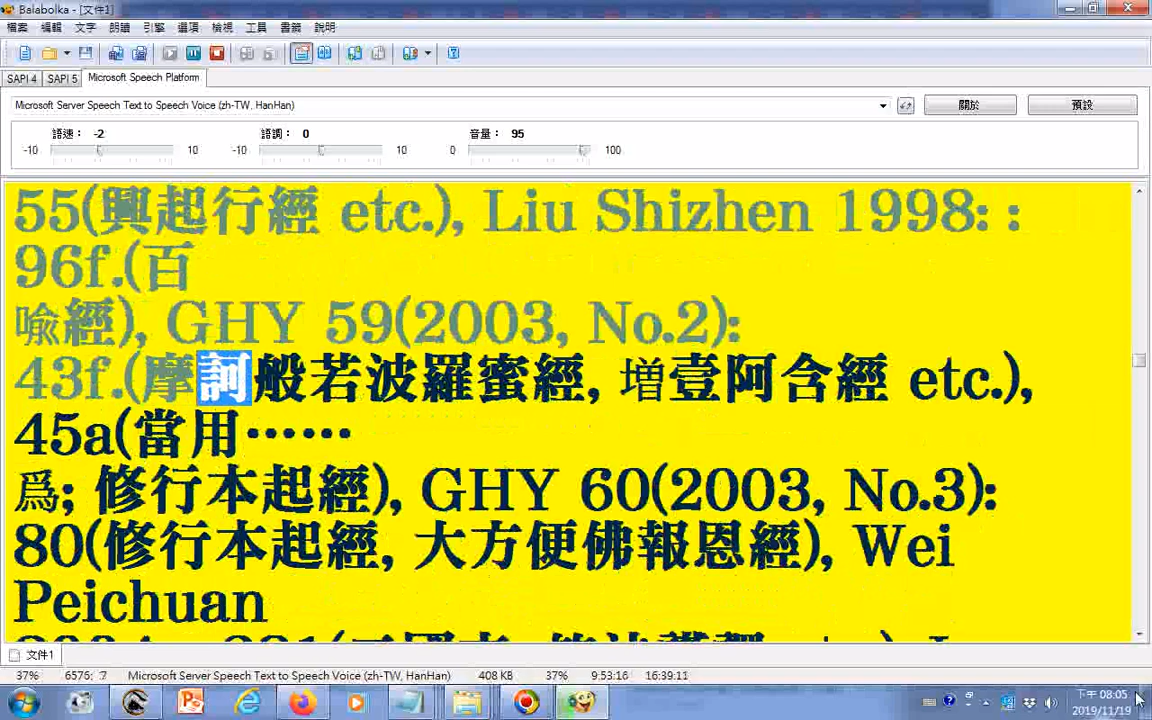 Balabolka - [文件1]
檔案 編輯 文字 朗讀 引擎 選項 檢視 工具 書籤 說明
SAPI 4 SAPI 5 Microsoft Speech Platform
Microsoft Server Speech Text to Speech Voice (zh-TW, HanHan)
關於 預設
語速： -2 語調： 0 音量： 95
-10 10 -10 10 0 100
55(興起行經 etc.), Liu Shizhen 1998: :
96f.(百
喩經), GHY 59(2003, No.2):
43f.(摩訶般若波羅蜜經, 増壹阿含經 etc.),
45a(當用……
爲; 修行本起經), GHY 60(2003, No.3):
80(修行本起經, 大方便佛報恩經), Wei
Peichuan
文件1
37% 6576: 7 Microsoft Server Speech Text to Speech Voice (zh-TW, HanHan) 408 KB 37% 9:53:16 16:39:11
下午 08:05
2019/11/19